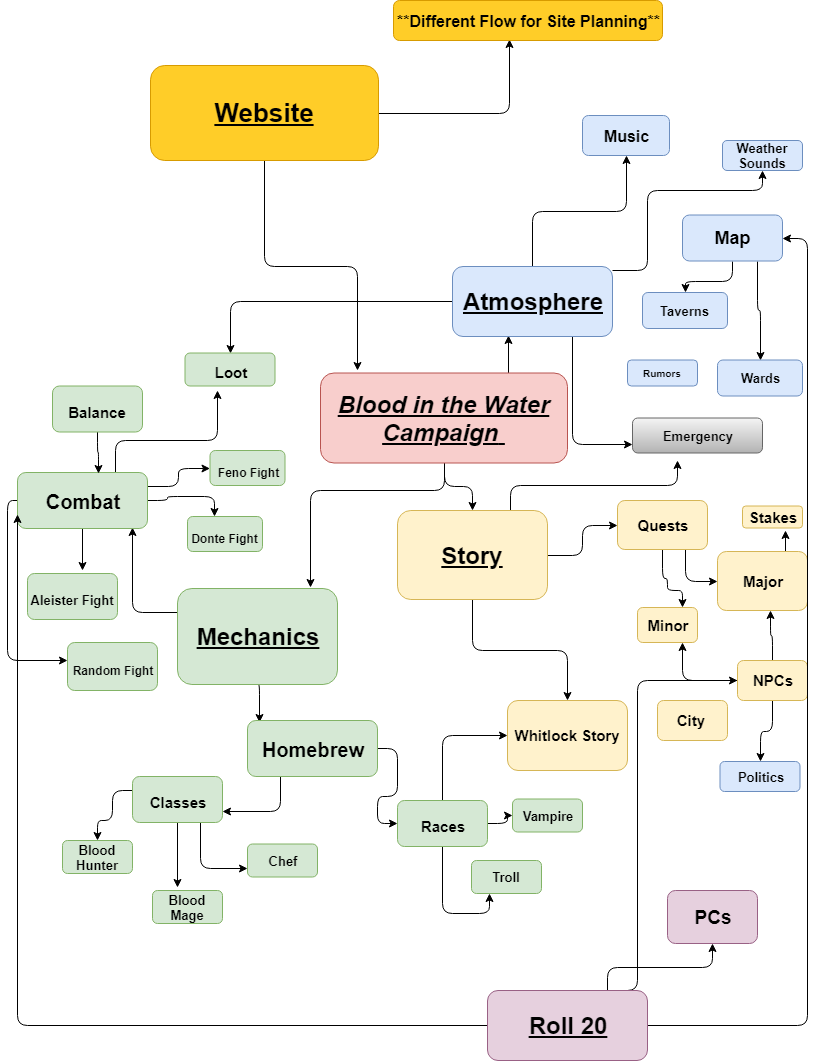 **Different Flow for Site Planning**
Website
Music
Weather
Sounds
Map
Atmosphere
Taverns
Loot
Rumors
Wards
Balance
Blood in the Water
Campaign
Emergency
Feno Fight
Combat
Quests
Stakes
Donte Fight
Story
Major
Aleister Fight
Minor
Mechanics
Random Fight
NPCs
City
Whitlock Story
Homebrew
Politics
Classes
Vampire
Races
Blood
Hunter
Chef
Troll
Blood
Mage
PCs
Roll 20